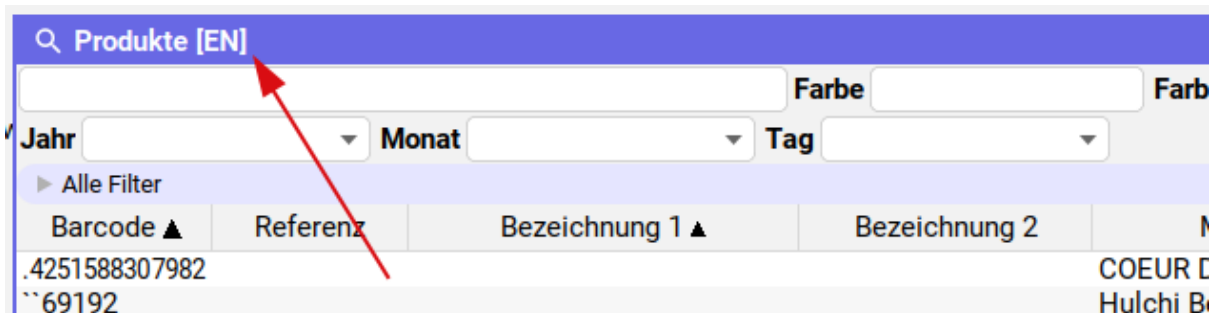 Produkte [EN]
Farbe Farb
Jahr Monat Tag
Alle Filter
Barcode Referenz Bezeichnung 1 Bezeichnung 2
.4251588307982 COEUR D
``69192 Hulchi Be